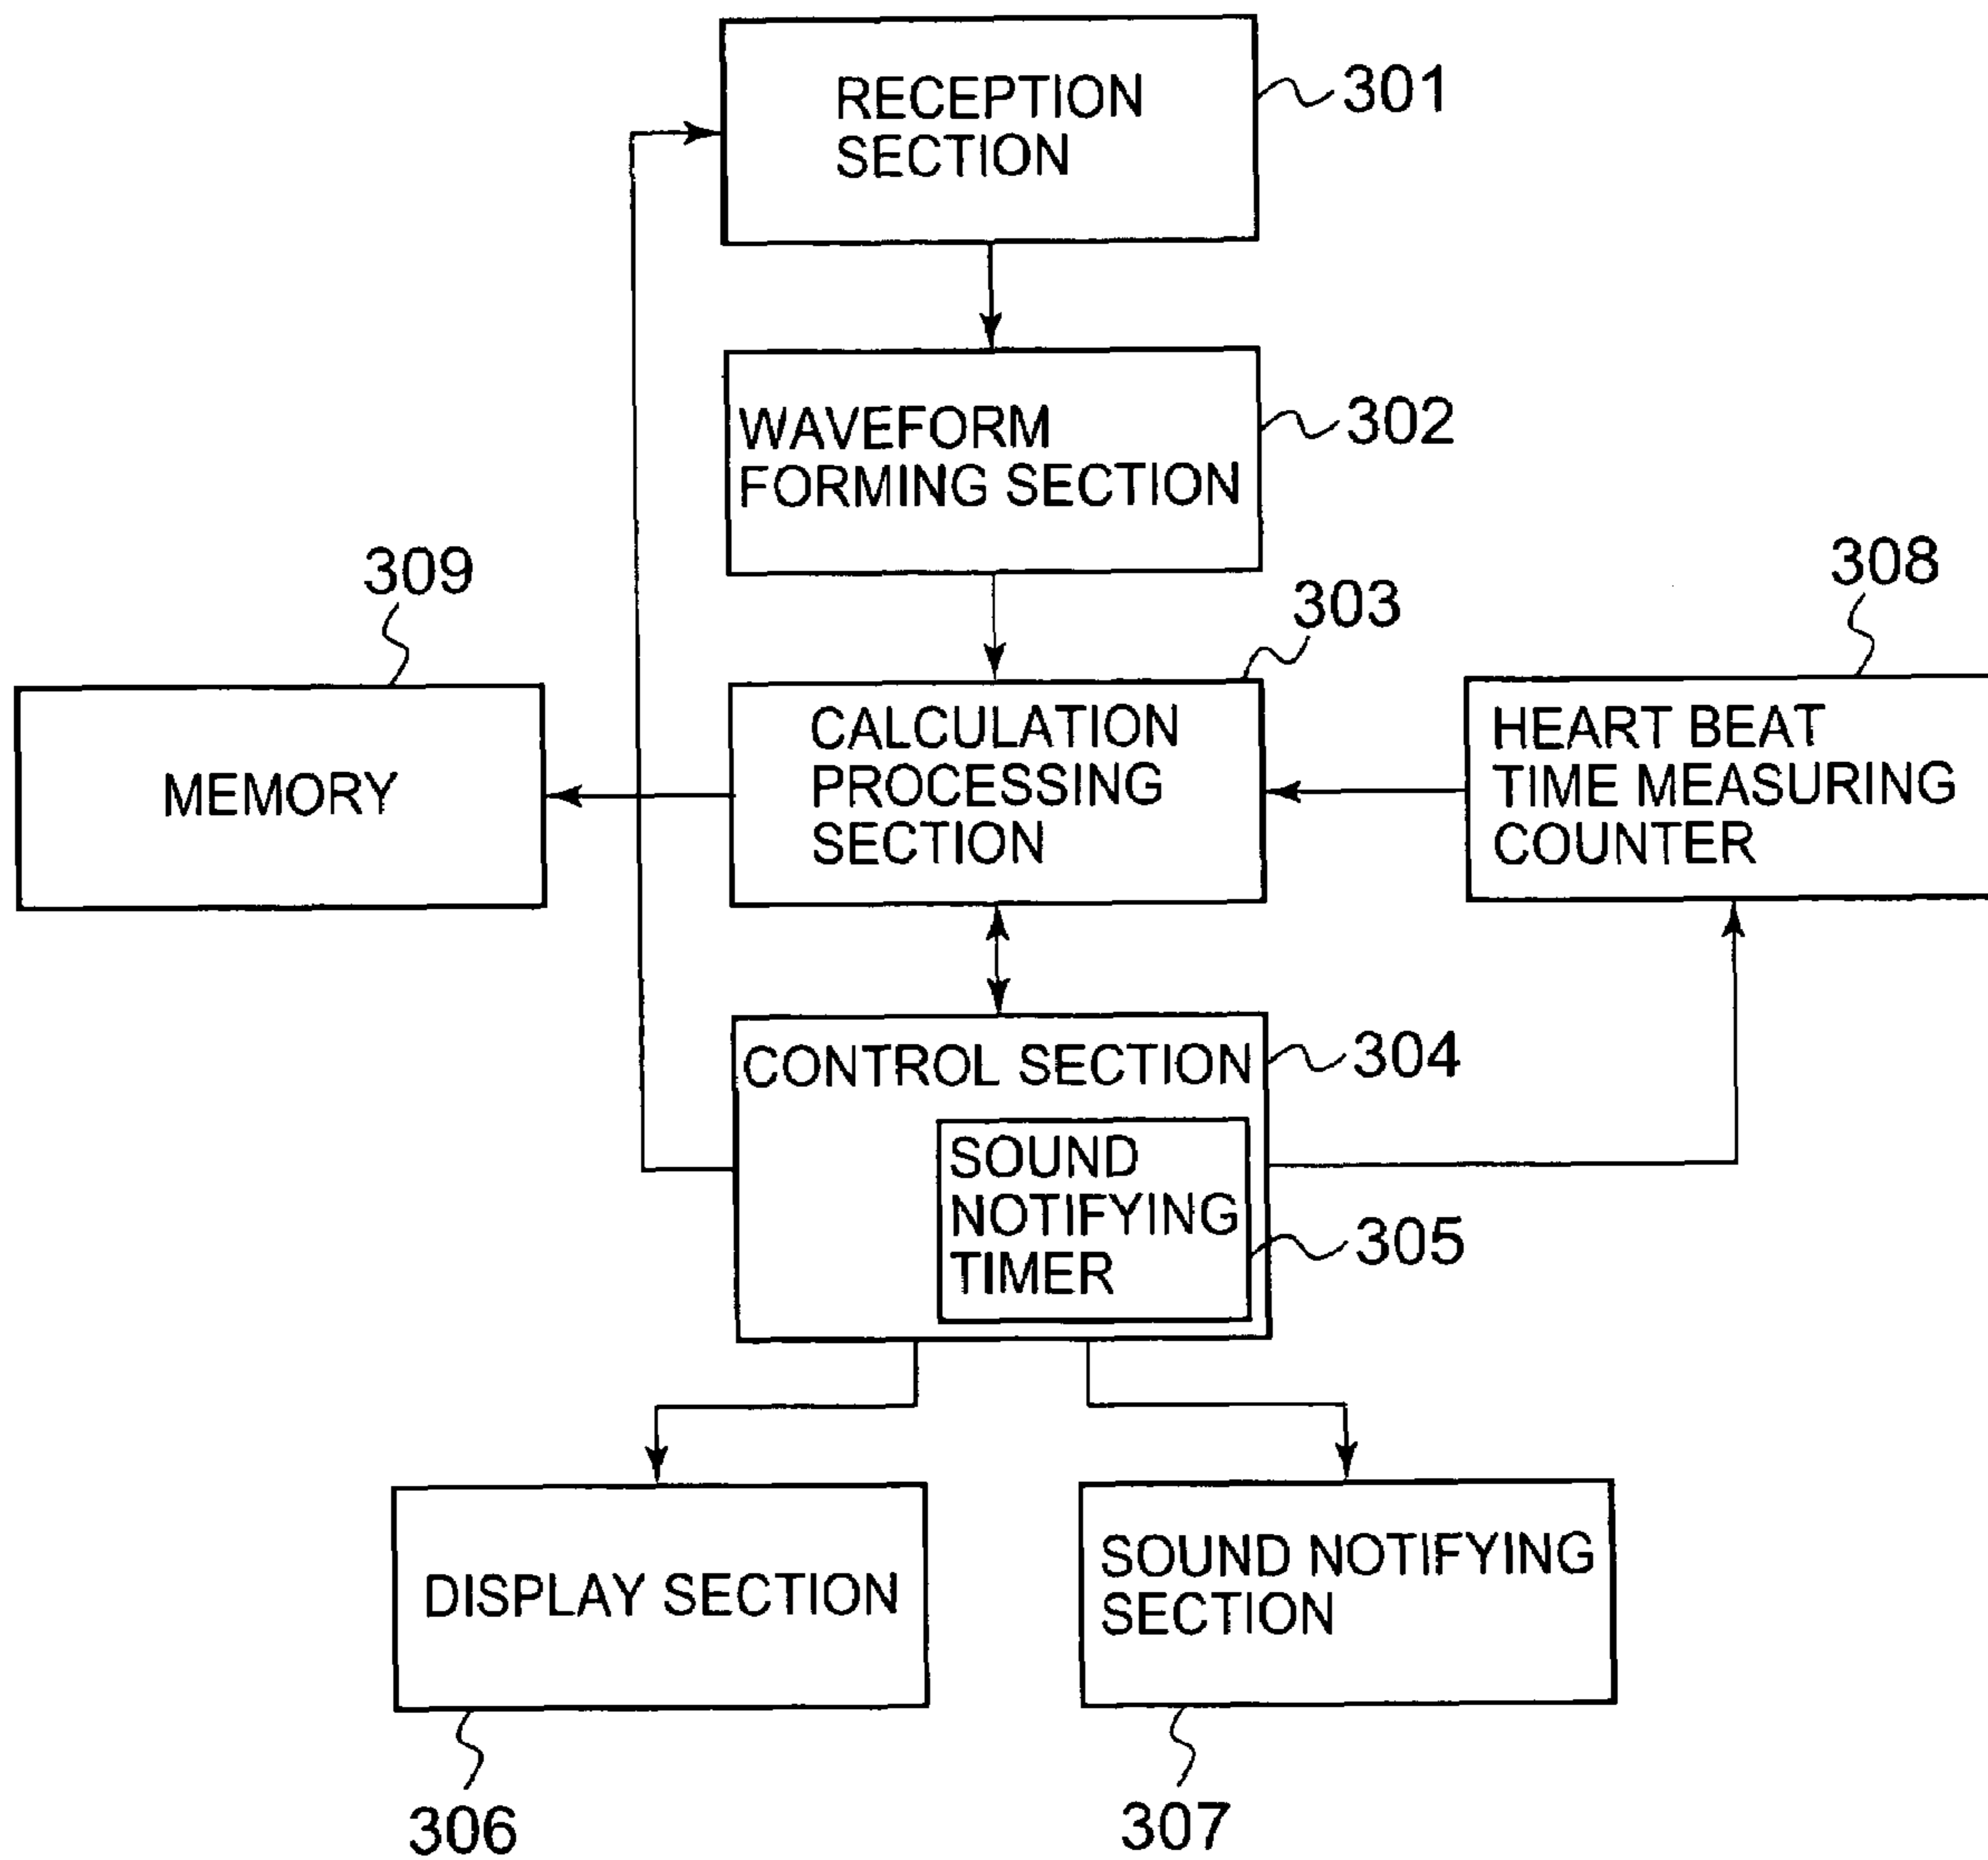 RECEPTION
SECTION
301
WAVEFORM
FORMING SECTION
302
309
303
308
MEMORY
CALCULATION
PROCESSING
SECTION
HEART BEAT
TIME MEASURING
COUNTER
CONTROL SECTION
304
SOUND
NOTIFYING
TIMER
305
DISPLAY SECTION
SOUND NOTIFYING
SECTION
306
307